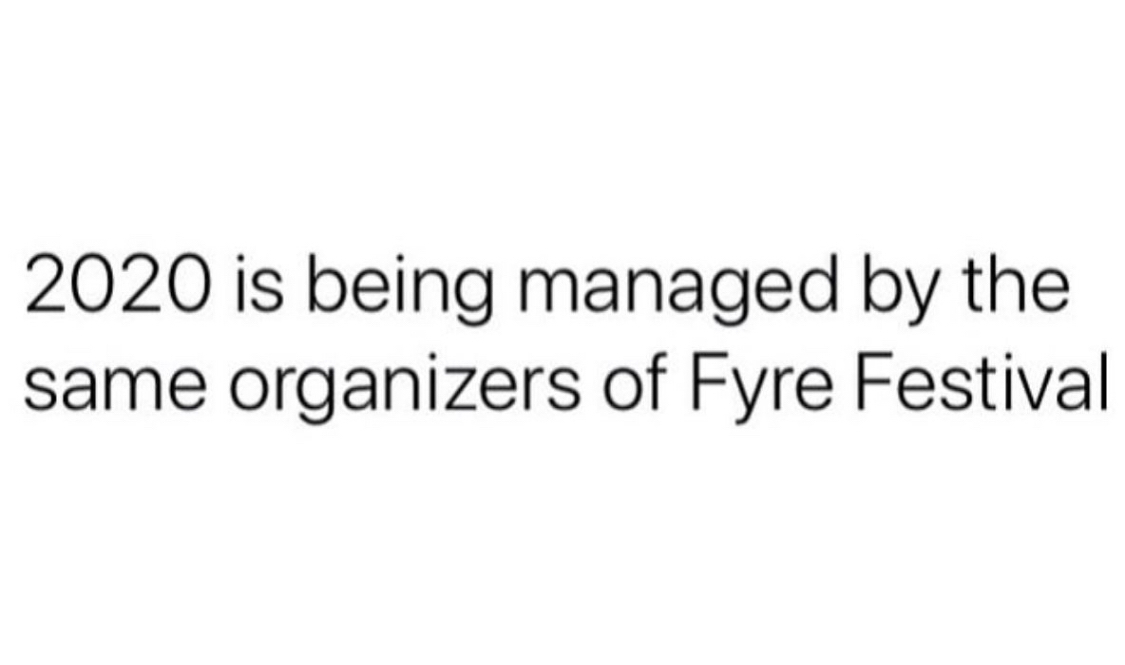 2020 is being managed by the
same organizers of Fyre Festival